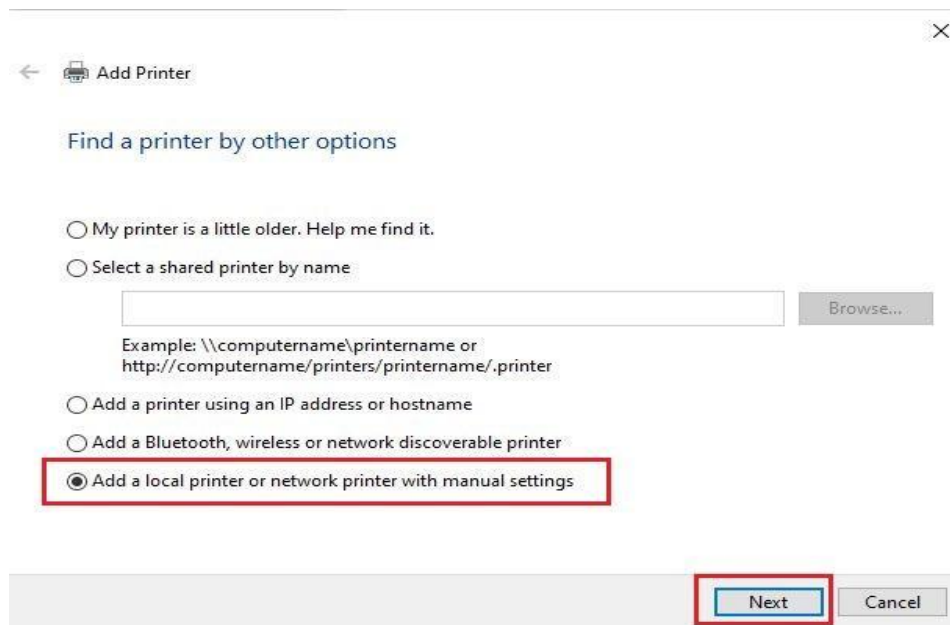 Add Printer
Find a printer by other options
My printer is a little older. Help me find it.
Select a shared printer by name
Browse...
Example: \\computername\printername or
http://computername/printers/printername/.printer
Add a printer using an IP address or hostname
Add a Bluetooth, wireless or network discoverable printer
Add a local printer or network printer with manual settings
Next
Cancel